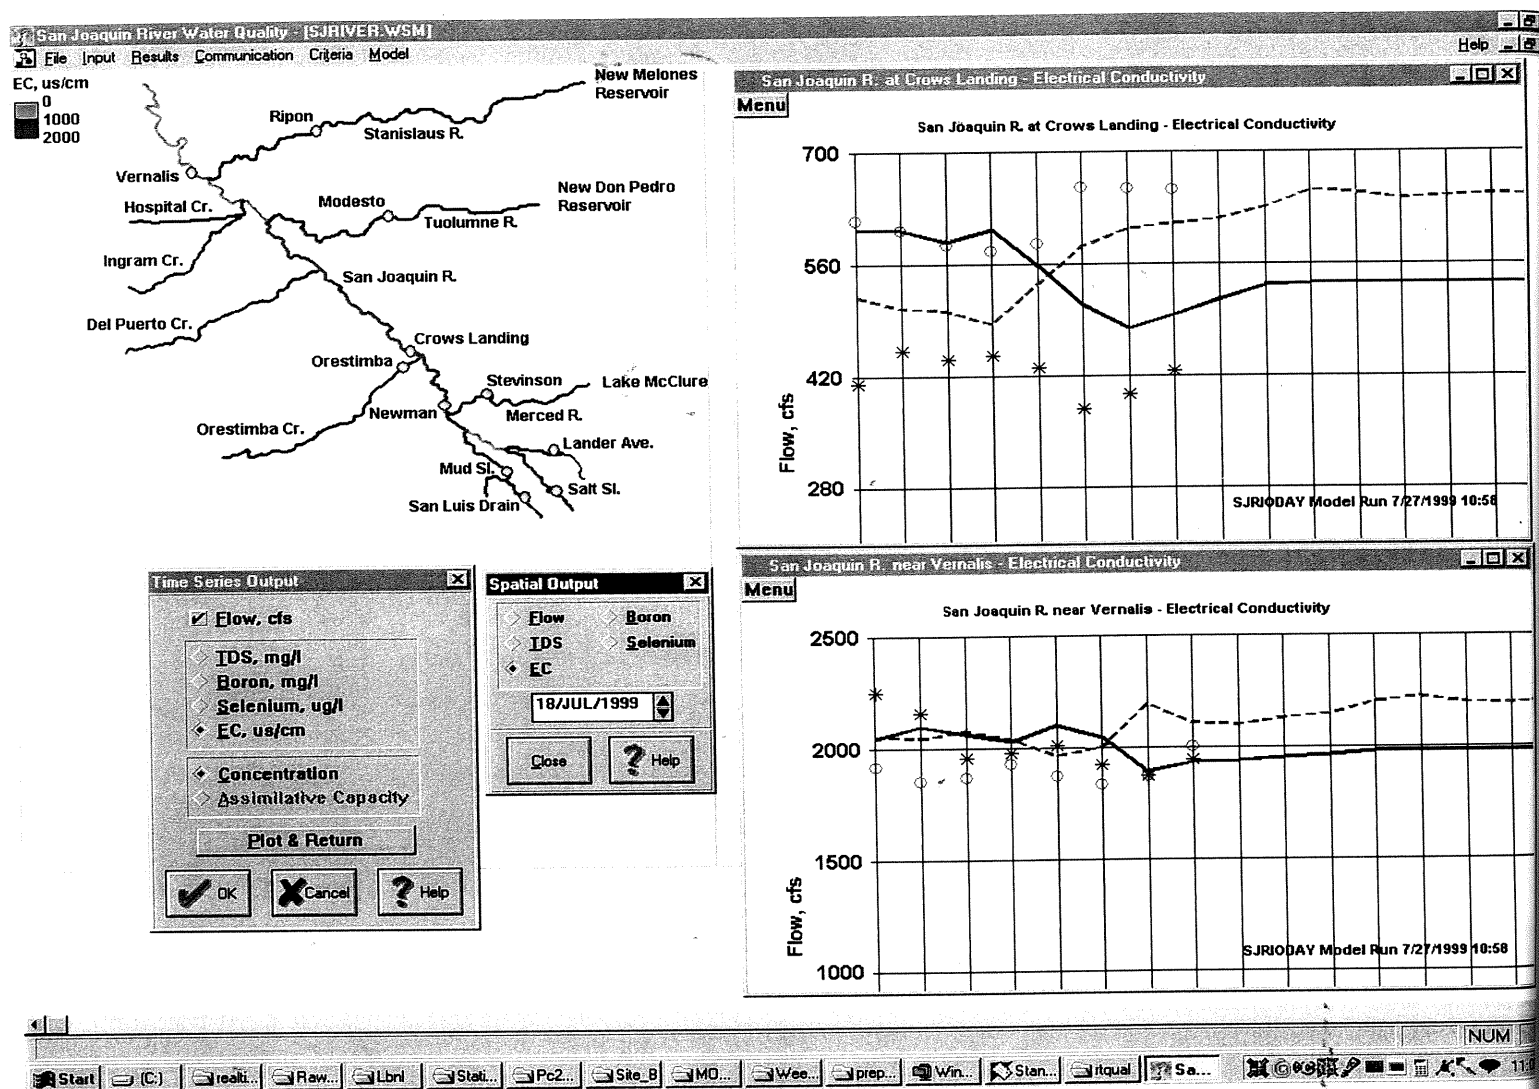 San Joaquin River Water Quality - [SJRIVER.WSM]
File Input Results Communication Criteria Model Help
EC, us/cm
0
1000
2000
New Melones
Reservoir
Ripon
Stanislaus R.
Vernalis
Hospital Cr.
Modesto
New Don Pedro
Reservoir
Tuolumne R.
Ingram Cr.
San Joaquin R.
Del Puerto Cr.
Crows Landing
Orestimba
Stevinson
Lake McClure
Newman
Merced R.
Orestimba Cr.
Lander Ave.
Mud Sl.
Salt Sl.
San Luis Drain
San Joaquin R. at Crows Landing - Electrical Conductivity
Menu
San Joaquin R. at Crows Landing - Electrical Conductivity
700
560
420
280
Flow, cfs
SJRIODAY Model Run 7/27/1999 10:58
Time Series Output
Flow, cfs
TDS, mg/l
Boron, mg/l
Selenium, ug/l
EC, us/cm
Concentration
Assimilative Capacity
Plot & Return
OK
Cancel
Help
Spatial Output
Flow
Boron
TDS
Selenium
EC
18/JUL/1999
Close
Help
San Joaquin R. near Vernalis - Electrical Conductivity
Menu
San Joaquin R. near Vernalis - Electrical Conductivity
2500
2000
1500
1000
Flow, cfs
SJRIODAY Model Run 7/27/1999 10:58
NUM
Start (C:) realti... Raw... Lbnl Stati... Pc2... Site_8 MO... Wee... prep... Win... Stan... itqual Sa...